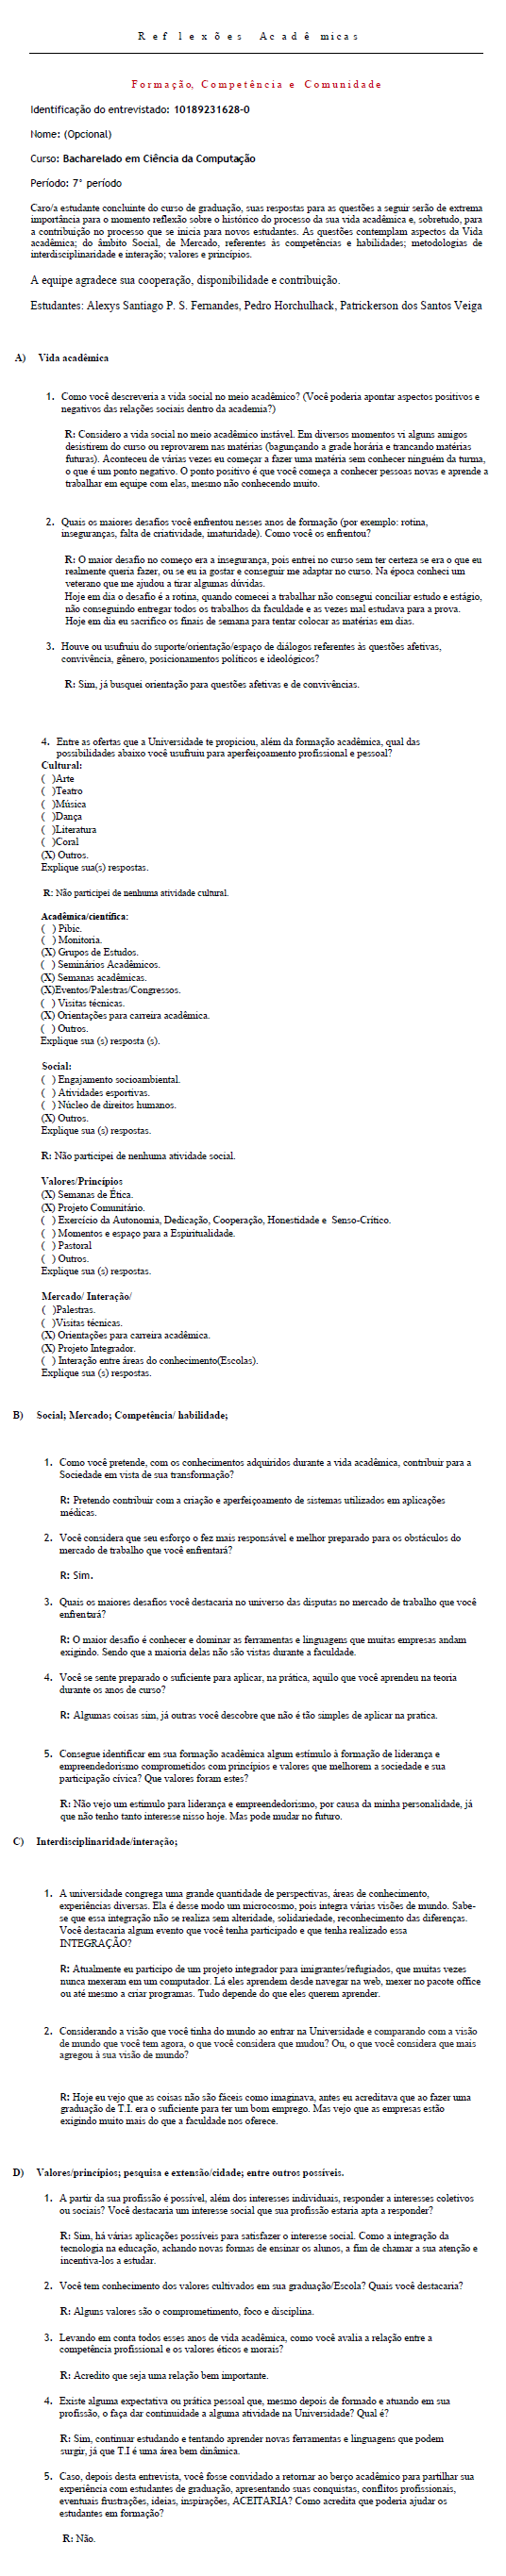 Reflexões Acadêmicas
Formação, Competência e Comunidade
Identificação do entrevistado: 10189231628-0
Nome: (Opcional)
Curso: Bacharelado em Ciência da Computação
Período: 7° período
Caro/a estudante concluinte do curso de graduação, suas respostas para as questões a seguir serão de extrema
importância para o momento reflexão sobre o histórico do processo da sua vida acadêmica e, sobretudo, para
a contribuição no processo que se inicia para novos estudantes. As questões contemplam aspectos da Vida
acadêmica; do âmbito Social, de Mercado, referentes às competências e habilidades; metodologias de
interdisciplinaridade e interação; valores e princípios.
A equipe agradece sua cooperação, disponibilidade e contribuição.
Estudantes: Alexys Santiago P. S. Fernandes, Pedro Horchulhack, Patrickerson dos Santos Veiga
A) Vida acadêmica
1. Como você descreveria a vida social no meio acadêmico? (Você poderia apontar aspectos positivos e
negativos das relações sociais dentro da academia?)
R: Considero a vida social no meio acadêmico instável. Em diversos momentos vi alguns amigos
desistirem do curso ou reprovarem nas matérias (bagunçando a grade horária e trancando matérias
futuras). Aconteceu de várias vezes eu começar a fazer uma matéria sem conhecer ninguém da turma,
o que é um ponto negativo. O ponto positivo é que você começa a conhecer pessoas novas e aprende a
trabalhar em equipe com elas, mesmo não conhecendo muito.
2. Quais os maiores desafios você enfrentou nesses anos de formação (por exemplo: rotina,
inseguranças, falta de criatividade, imaturidade). Como você os enfrentou?
R: O maior desafio no começo era a insegurança, pois entrei no curso sem ter certeza se era o que eu
realmente queria fazer, ou se eu ia gostar e conseguir me adaptar no curso. Na época conheci um
veterano que me ajudou a tirar algumas dúvidas.
Hoje em dia o desafio é a rotina, quando comecei a trabalhar não consegui conciliar estudo e estágio,
não conseguindo entregar todos os trabalhos da faculdade e as vezes mal estudava para a prova.
Hoje em dia eu sacrifico os finais de semana para tentar colocar as matérias em dias.
3. Houve ou usufruiu do suporte/orientação/espaço de diálogos referentes às questões afetivas,
convivência, gênero, posicionamentos políticos e ideológicos?
R: Sim, já busquei orientação para questões afetivas e de convivências.
4. Entre as ofertas que a Universidade te propiciou, além da formação acadêmica, qual das
possibilidades abaixo você usufruiu para aperfeiçoamento profissional e pessoal?
Cultural:
( )Arte
( )Teatro
( )Música
( )Dança
( )Literatura
( )Coral
(X) Outros.
Explique sua(s) respostas.
R: Não participei de nenhuma atividade cultural.
Acadêmica/científica:
( ) Pibic.
( ) Monitoria.
(X) Grupos de Estudos.
( ) Seminários Acadêmicos.
(X) Semanas acadêmicas.
(X)Eventos/Palestras/Congressos.
( ) Visitas técnicas.
(X) Orientações para carreira acadêmica.
( ) Outros.
Explique sua (s) resposta (s).
Social:
( ) Engajamento socioambiental.
( ) Atividades esportivas.
( ) Núcleo de direitos humanos.
(X) Outros.
Explique sua (s) respostas.
R: Não participei de nenhuma atividade social.
Valores/Princípios
(X) Semanas de Ética.
(X) Projeto Comunitário.
( ) Exercício da Autonomia, Dedicação, Cooperação, Honestidade e Senso-Crítico.
( ) Momentos e espaço para a Espiritualidade.
( ) Pastoral
( ) Outros.
Explique sua (s) respostas.
Mercado/ Interação/
( )Palestras.
( )Visitas técnicas.
(X) Orientações para carreira acadêmica.
(X) Projeto Integrador.
( ) Interação entre áreas do conhecimento(Escolas).
Explique sua (s) respostas.
B) Social; Mercado; Competência/ habilidade;
1. Como você pretende, com os conhecimentos adquiridos durante a vida acadêmica, contribuir para a
Sociedade em vista de sua transformação?
R: Pretendo contribuir com a criação e aperfeiçoamento de sistemas utilizados em aplicações
médicas.
2. Você considera que seu esforço o fez mais responsável e melhor preparado para os obstáculos do
mercado de trabalho que você enfrentará?
R: Sim.
3. Quais os maiores desafios você destacaria no universo das disputas no mercado de trabalho que você
enfrentará?
R: O maior desafio é conhecer e dominar as ferramentas e linguagens que muitas empresas andam
exigindo. Sendo que a maioria delas não são vistas durante a faculdade.
4. Você se sente preparado o suficiente para aplicar, na prática, aquilo que você aprendeu na teoria
durante os anos de curso?
R: Algumas coisas sim, já outras você descobre que não é tão simples de aplicar na pratica.
5. Consegue identificar em sua formação acadêmica algum estímulo à formação de liderança e
empreendedorismo comprometidos com princípios e valores que melhorem a sociedade e sua
participação cívica? Que valores foram estes?
R: Não vejo um estimulo para liderança e empreendedorismo, por causa da minha personalidade, já
que não tenho tanto interesse nisso hoje. Mas pode mudar no futuro.
C) Interdisciplinaridade/interação;
1. A universidade congrega uma grande quantidade de perspectivas, áreas de conhecimento,
experiências diversas. Ela é desse modo um microcosmo, pois integra várias visões de mundo. Sabe-
se que essa integração não se realiza sem alteridade, solidariedade, reconhecimento das diferenças.
Você destacaria algum evento que você tenha participado e que tenha realizado essa
INTEGRAÇÃO?
R: Atualmente eu participo de um projeto integrador para imigrantes/refugiados, que muitas vezes
nunca mexeram em um computador. Lá eles aprendem desde navegar na web, mexer no pacote office
ou até mesmo a criar programas. Tudo depende do que eles querem aprender.
2. Considerando a visão que você tinha do mundo ao entrar na Universidade e comparando com a visão
de mundo que você tem agora, o que você considera que mudou? Ou, o que você considera que mais
agregou à sua visão de mundo?
R: Hoje eu vejo que as coisas não são fáceis como imaginava, antes eu acreditava que ao fazer uma
graduação de T.I. era o suficiente para ter um bom emprego. Mas vejo que as empresas estão
exigindo muito mais do que a faculdade nos oferece.
D) Valores/princípios; pesquisa e extensão/cidade; entre outros possíveis.
1. A partir da sua profissão é possível, além dos interesses individuais, responder a interesses coletivos
ou sociais? Você destacaria um interesse social que sua profissão estaria apta a responder?
R: Sim, há várias aplicações possíveis para satisfazer o interesse social. Como a integração da
tecnologia na educação, achando novas formas de ensinar os alunos, a fim de chamar a sua atenção e
incentiva-los a estudar.
2. Você tem conhecimento dos valores cultivados em sua graduação/Escola? Quais você destacaria?
R: Alguns valores são o comprometimento, foco e disciplina.
3. Levando em conta todos esses anos de vida acadêmica, como você avalia a relação entre a
competência profissional e os valores éticos e morais?
R: Acredito que seja uma relação bem importante.
4. Existe alguma expectativa ou prática pessoal que, mesmo depois de formado e atuando em sua
profissão, o faça dar continuidade a alguma atividade na Universidade? Qual é?
R: Sim, continuar estudando e tentando aprender novas ferramentas e linguagens que podem
surgir, já que T.I é uma área bem dinâmica.
5. Caso, depois desta entrevista, você fosse convidado a retornar ao berço acadêmico para partilhar sua
experiência com estudantes de graduação, apresentando suas conquistas, conflitos profissionais,
eventuais frustrações, ideias, inspirações, ACEITARIA? Como acredita que poderia ajudar os
estudantes em formação?
R: Não.